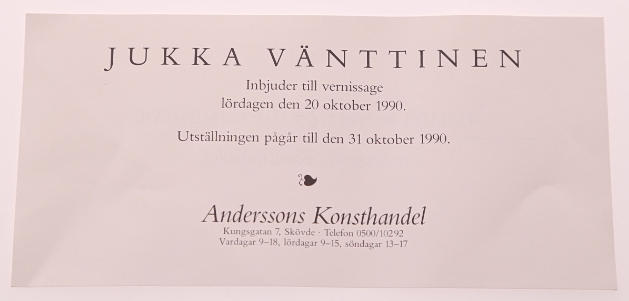 JUKKA VÄNTTINEN
Inbjuder till vernissage
lördagen den 20 oktober 1990.
Utställningen pågår till den 31 oktober 1990.
Anderssons Konsthandel
Kungsgatan 7, Skövde · Telefon 0500/10292
Vardagar 9–18, lördagar 9–15, söndagar 13–17